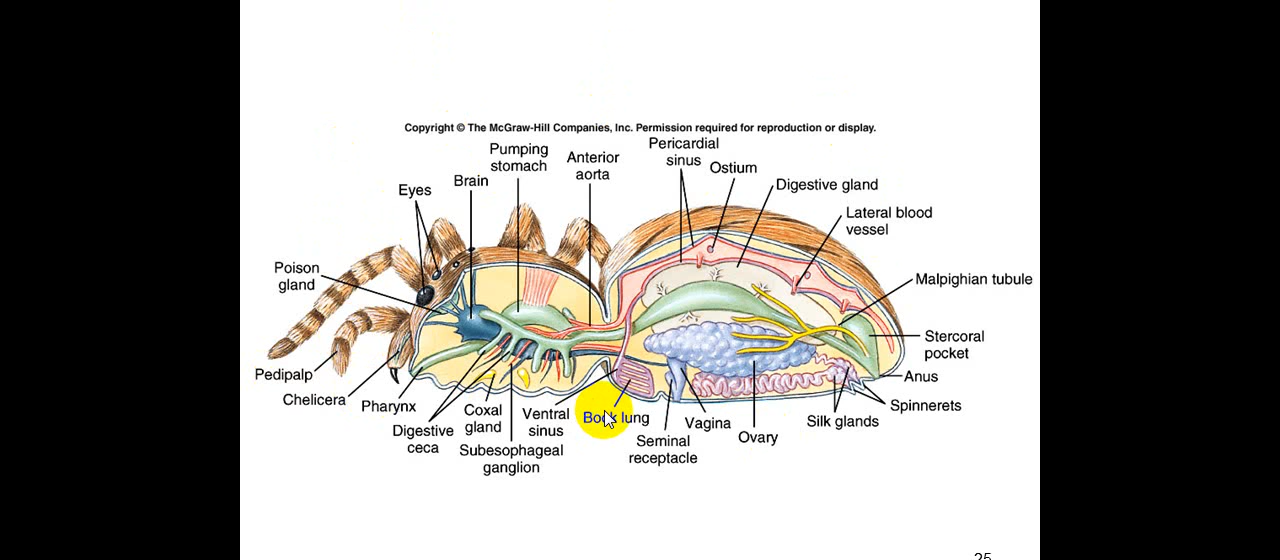 Copyright © The McGraw-Hill Companies, Inc. Permission required for reproduction or display.
Pericardial
sinus
Pumping
stomach
Anterior
aorta
Ostium
Brain
Eyes
Digestive gland
Lateral blood
vessel
Poison
gland
Malpighian tubule
Stercoral
pocket
Pedipalp
Anus
Chelicera
Pharynx
Spinnerets
Coxal
gland
Ventral
sinus
Book lung
Vagina
Silk glands
Digestive
ceca
Seminal
receptacle
Ovary
Subesophageal
ganglion
25